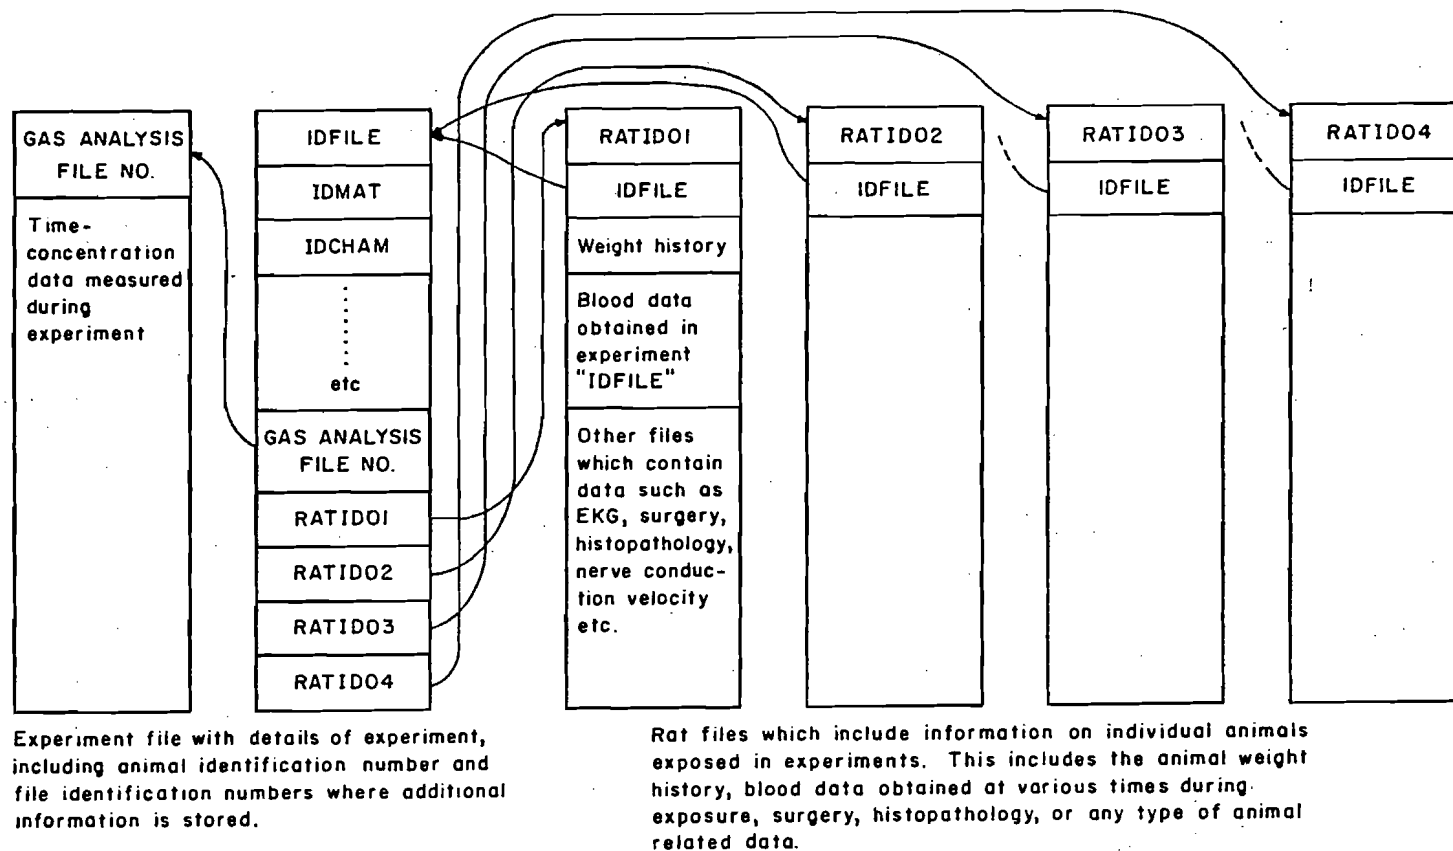 GAS ANALYSIS
FILE NO.
Time-
concentration
data measured
during
experiment
IDFILE
IDMAT
IDCHAM
etc
GAS ANALYSIS
FILE NO.
RATIDO1
RATIDO2
RATIDO3
RATIDO4
RATIDO1
IDFILE
Weight history
Blood data
obtained in
experiment
"IDFILE"
Other files
which contain
data such as
EKG, surgery,
histopathology,
nerve conduc-
tion velocity
etc.
RATIDO2
IDFILE
RATIDO3
IDFILE
RATIDO4
IDFILE
Experiment file with details of experiment,
including animal identification number and
file identification numbers where additional
information is stored.
Rat files which include information on individual animals
exposed in experiments. This includes the animal weight
history, blood data obtained at various times during
exposure, surgery, histopathology, or any type of animal
related data.